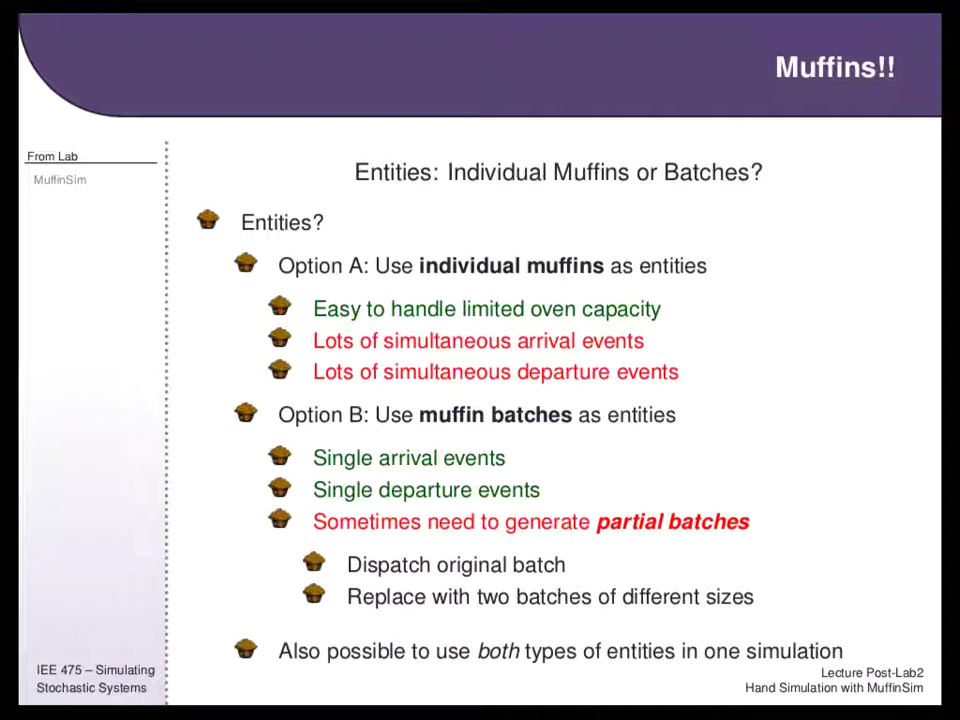 Muffins!!
From Lab
MuffinSim
Entities: Individual Muffins or Batches?
Entities?
Option A: Use individual muffins as entities
Easy to handle limited oven capacity
Lots of simultaneous arrival events
Lots of simultaneous departure events
Option B: Use muffin batches as entities
Single arrival events
Single departure events
Sometimes need to generate partial batches
Dispatch original batch
Replace with two batches of different sizes
Also possible to use both types of entities in one simulation
IEE 475 – Simulating
Stochastic Systems
Lecture Post-Lab2
Hand Simulation with MuffinSim